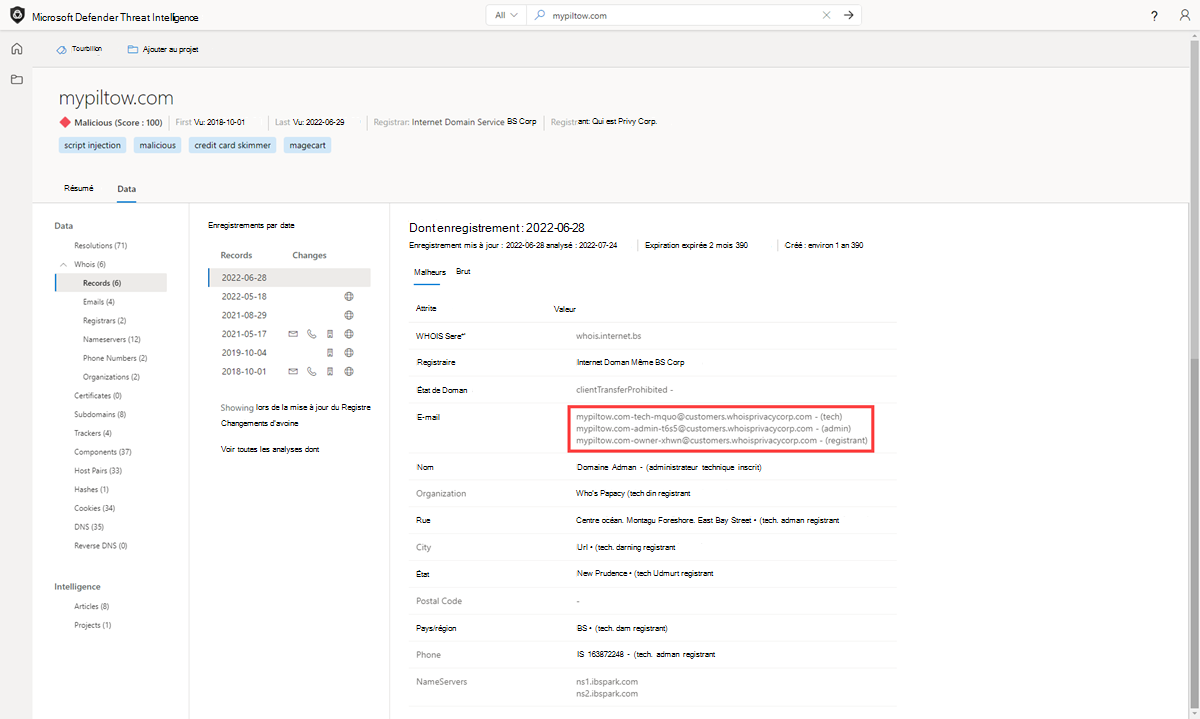 Microsoft Defender Threat Intelligence
All
mypiltow.com
?
Tourbillon
Ajouter au projet
mypiltow.com
Malicious (Score : 100)
First Vu: 2018-10-01
Last Vu: 2022-06-29
Registrar: Internet Domain Service BS Corp
Registrant: Qui est Privy Corp.
script injection
malicious
credit card skimmer
magecart
Résumé
Data
Data
Resolutions (71)
Whois (6)
Records (6)
Emails (4)
Registrars (2)
Nameservers (12)
Phone Numbers (2)
Organizations (2)
Certificates (0)
Subdomains (8)
Trackers (4)
Components (37)
Host Pairs (33)
Hashes (1)
Cookies (34)
DNS (35)
Reverse DNS (0)
Intelligence
Articles (8)
Projects (1)
Enregistrements par date
Records Changes
2022-06-28
2022-05-18
2021-08-29
2021-05-17
2019-10-04
2018-10-01
Showing lors de la mise à jour du Registre
Changements d'avoine
Voir toutes les analyses dont
Dont enregistrement : 2022-06-28
Enregistrement mis à jour : 2022-06-28 analysé : 2022-07-24
Expiration expirée 2 mois 390
Créé : environ 1 an 390
Malheurs
Brut
Attrite Valeur
WHOIS Sere whois.internet.bs
Registraire Internet Doman Même BS Corp
État de Doman clientTransferProhibited -
E-mail mypiltow.com-tech-mquo@customers.whoisprivacycorp.com - (tech)
mypiltow.com-admin-t6s5@customers.whoisprivacycorp.com - (admin)
mypiltow.com-owner-xhwn@customers.whoisprivacycorp.com - (registrant)
Nom Domaine Adman - (administrateur technique inscrit)
Organization Who's Papacy (tech din registrant
Rue Centre océan. Montagu Foreshore. East Bay Street • (tech. adman registrant
City Url • (tech. darning registrant
État New Prudence • (tech Udmurt registrant
Postal Code -
Pays/région BS • (tech. dam registrant)
Phone IS 163872248 - (tech. adman registrant
NameServers ns1.ibspark.com
ns2.ibspark.com